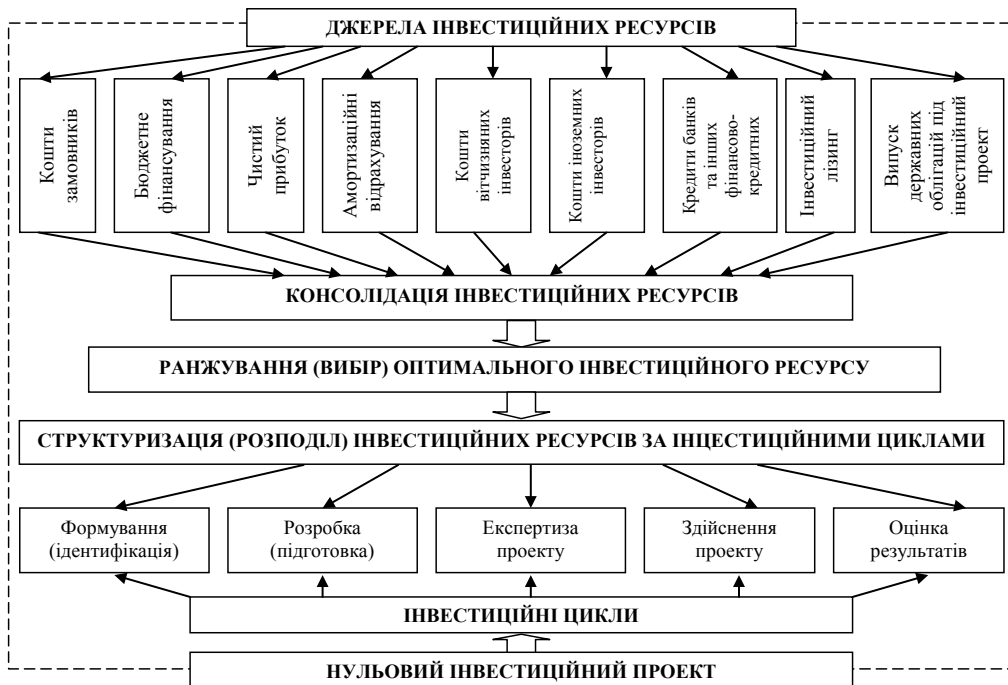 ДЖЕРЕЛА ІНВЕСТИЦІЙНИХ РЕСУРСІВ
Кошти
замовників
Бюджетне
фінансування
Чистий
прибуток
Амортизаційні
відрахування
Кошти
вітчизняних
інвесторів
Кошти іноземних
інвесторів
Кредити банків
та інших
фінансово-
кредитних
Інвестиційний
лізинг
Випуск
державних
облігацій під
інвестиційний
проект
КОНСОЛІДАЦІЯ ІНВЕСТИЦІЙНИХ РЕСУРСІВ
РАНЖУВАННЯ (ВИБІР) ОПТИМАЛЬНОГО ІНВЕСТИЦІЙНОГО РЕСУРСУ
СТРУКТУРИЗАЦІЯ (РОЗПОДІЛ) ІНВЕСТИЦІЙНИХ РЕСУРСІВ ЗА ІНЦЕСТИЦІЙНИМИ ЦИКЛАМИ
Формування
(ідентифікація)
Розробка
(підготовка)
Експертиза
проекту
Здійснення
проекту
Оцінка
результатів
ІНВЕСТИЦІЙНІ ЦИКЛИ
НУЛЬОВИЙ ІНВЕСТИЦІЙНИЙ ПРОЕКТ